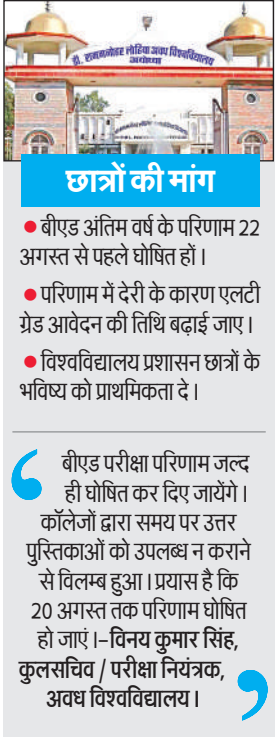 डॉ. राममनोहर लोहिया अवध विश्वविद्यालय
अयोध्या
छात्रों की मांग
● बीएड अंतिम वर्ष के परिणाम 22
अगस्त से पहले घोषित हों।
● परिणाम में देरी के कारण एलटी
ग्रेड आवेदन की तिथि बढ़ाई जाए।
● विश्वविद्यालय प्रशासन छात्रों के
भविष्य को प्राथमिकता दे।
‘ बीएड परीक्षा परिणाम जल्द
ही घोषित कर दिए जायेंगे।
कॉलेजों द्वारा समय पर उत्तर
पुस्तिकाओं को उपलब्ध न कराने
से विलम्ब हुआ। प्रयास है कि
20 अगस्त तक परिणाम घोषित
हो जाएं।–विनय कुमार सिंह,
कुलसचिव / परीक्षा नियंत्रक,
अवध विश्वविद्यालय। ’